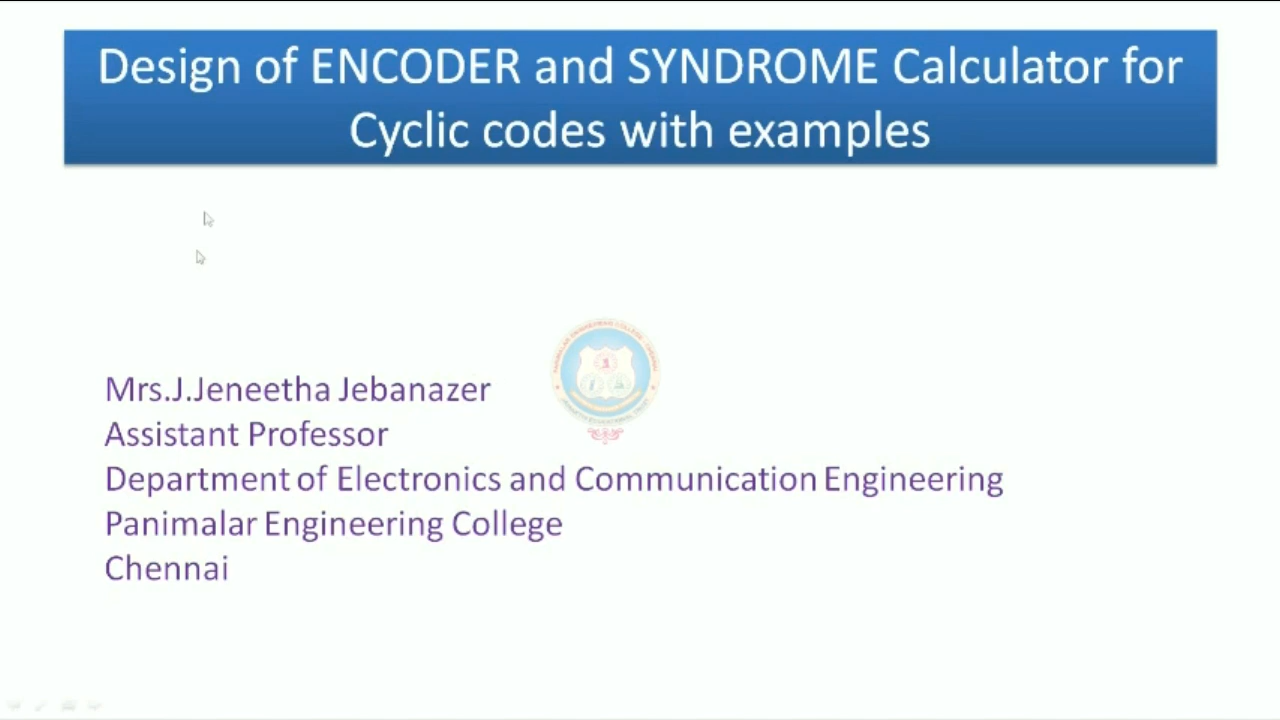 Design of ENCODER and SYNDROME Calculator for
Cyclic codes with examples
Mrs.J.Jeneetha Jebanazer
Assistant Professor
Department of Electronics and Communication Engineering
Panimalar Engineering College
Chennai